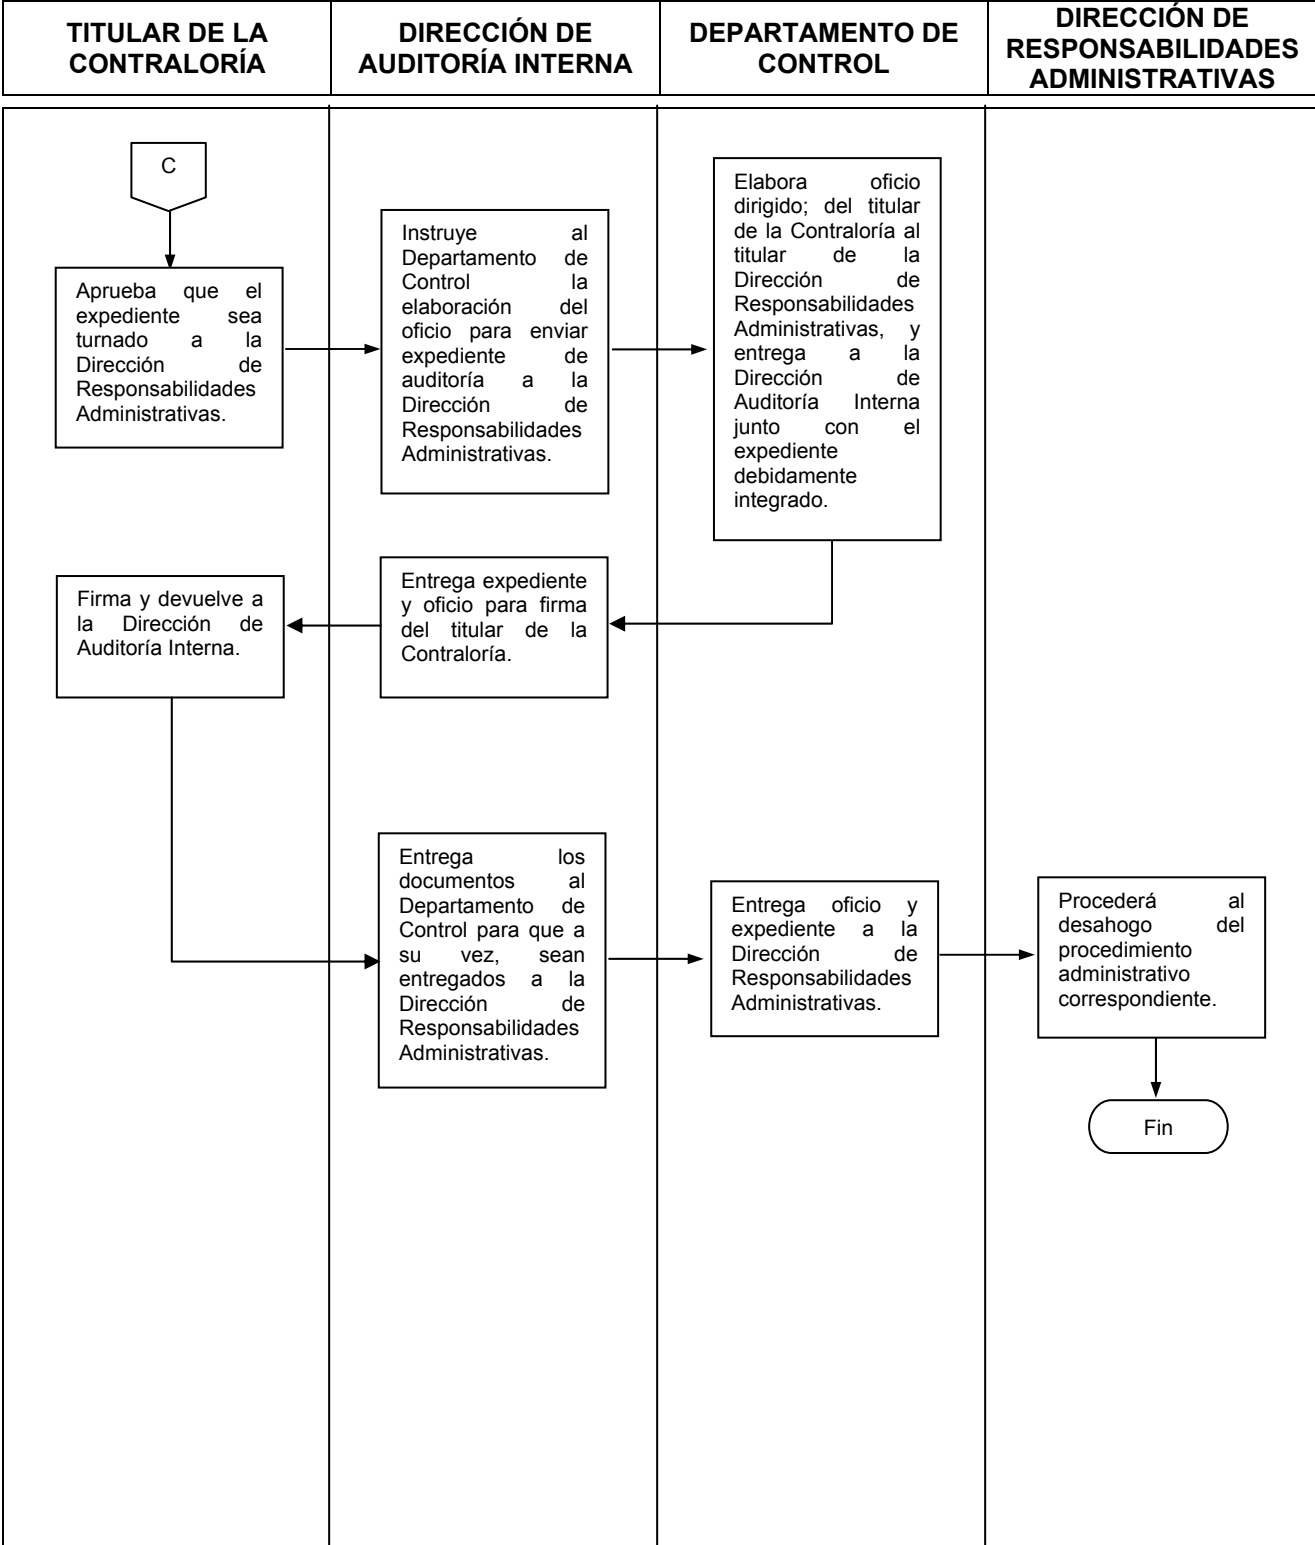 TITULAR DE LA
CONTRALORÍA
DIRECCIÓN DE
AUDITORÍA INTERNA
DEPARTAMENTO DE
CONTROL
DIRECCIÓN DE
RESPONSABILIDADES
ADMINISTRATIVAS
C
Aprueba que el
expediente sea
turnado a la
Dirección de
Responsabilidades
Administrativas.
Instruye al
Departamento de
Control la
elaboración del
oficio para enviar
expediente de
auditoría a la
Dirección de
Responsabilidades
Administrativas.
Elabora oficio
dirigido; del titular
de la Contraloría al
titular de la
Dirección de
Responsabilidades
Administrativas, y
entrega a la
Dirección de
Auditoría Interna
junto con el
expediente
debidamente
integrado.
Entrega expediente
y oficio para firma
del titular de la
Contraloría.
Firma y devuelve a
la Dirección de
Auditoría Interna.
Entrega los
documentos al
Departamento de
Control para que a
su vez, sean
entregados a la
Dirección de
Responsabilidades
Administrativas.
Entrega oficio y
expediente a la
Dirección de
Responsabilidades
Administrativas.
Procederá al
desahogo del
procedimiento
administrativo
correspondiente.
Fin